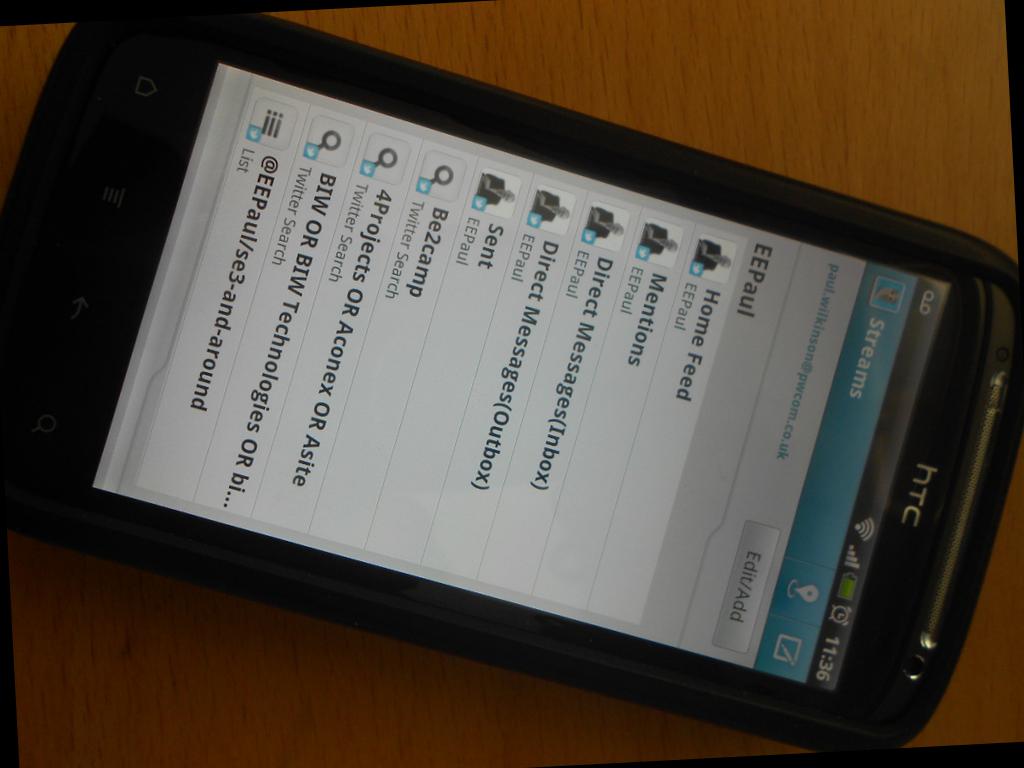 hTC
11:36
Streams
paul.wilkinson@pwcom.co.uk
EEPaul
Edit/Add
Home Feed
EEPaul
Mentions
EEPaul
Direct Messages(Inbox)
EEPaul
Direct Messages(Outbox)
EEPaul
Sent
EEPaul
Be2camp
Twitter Search
4Projects OR Aconex OR Asite
Twitter Search
BIW OR BIW Technologies OR bi...
Twitter Search
@EEPaul/se3-and-around
List